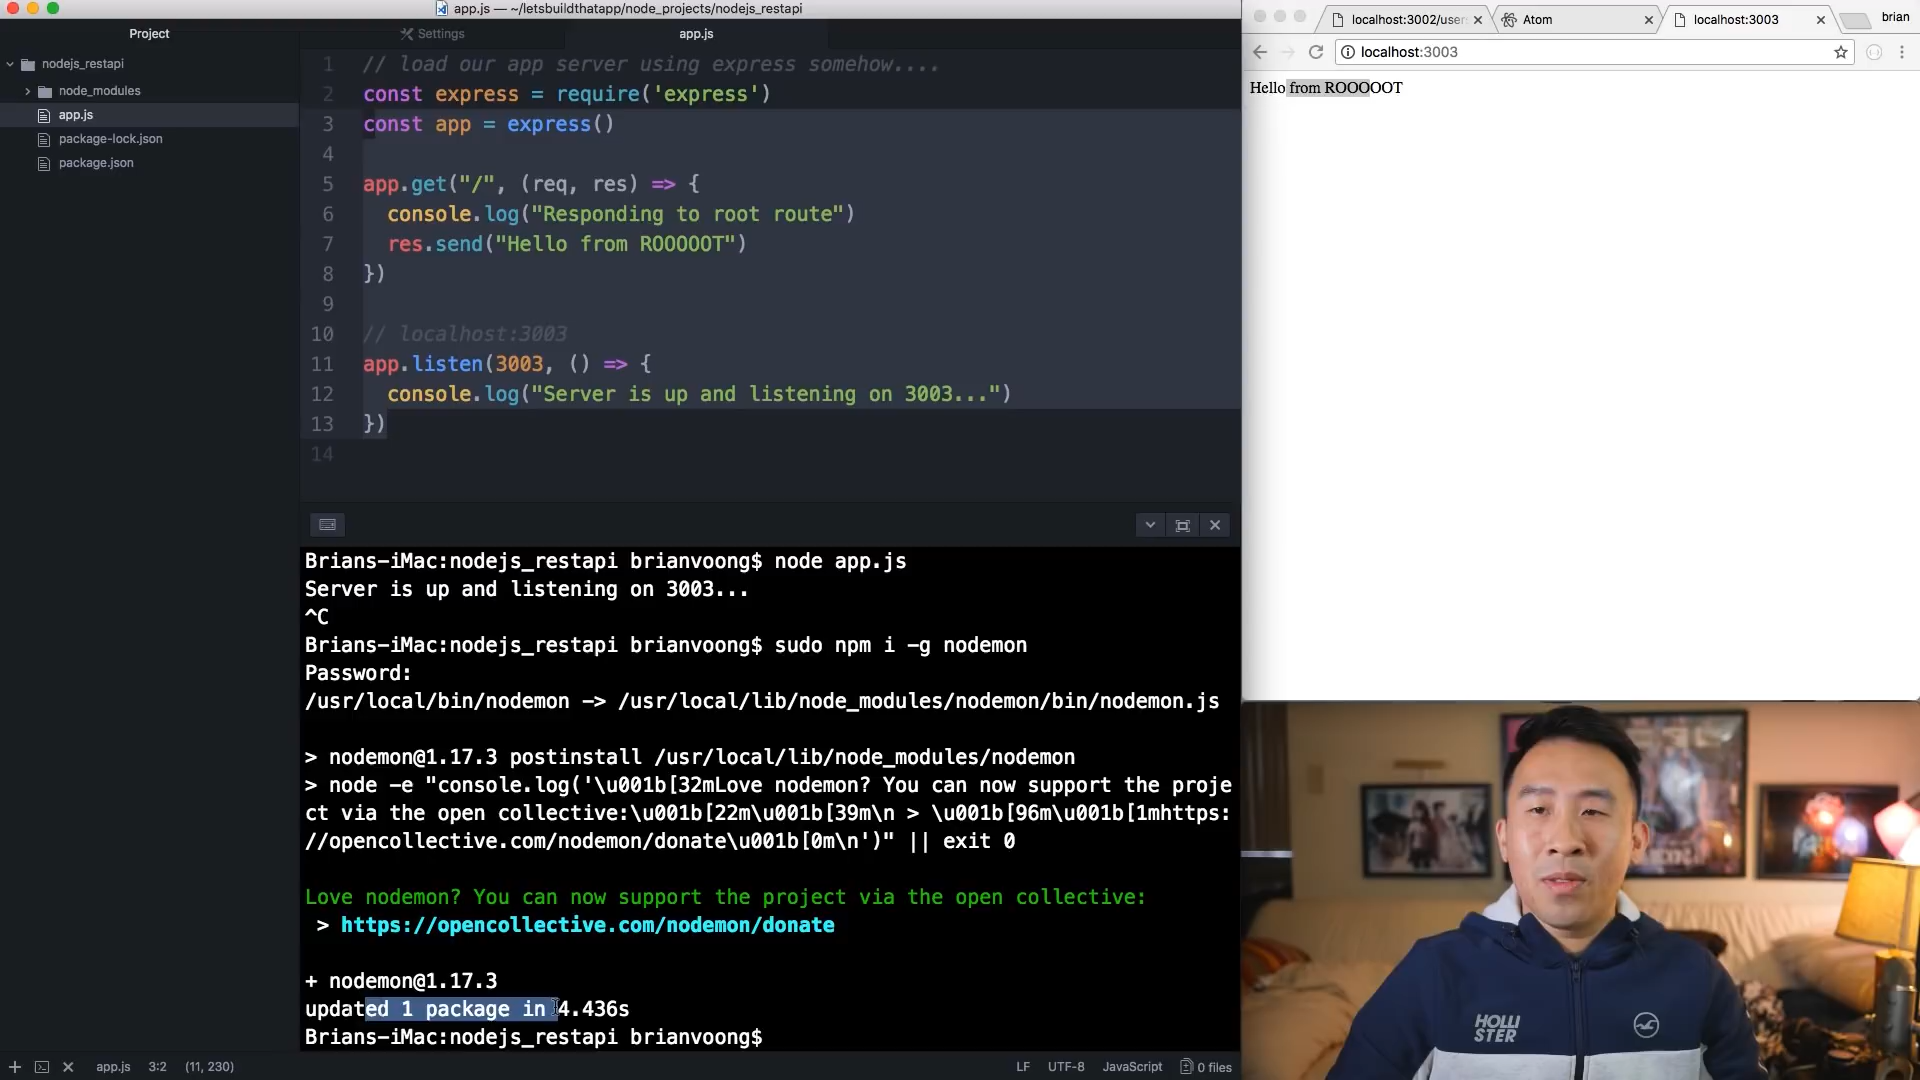 app.js — ~/letsbuildthatapp/node_projects/nodejs_restapi
Project
Settings
app.js
nodejs_restapi
node_modules
app.js
package-lock.json
package.json
1 // load our app server using express somehow....
2 const express = require('express')
3 const app = express()
4
5 app.get("/", (req, res) => {
6 console.log("Responding to root route")
7 res.send("Hello from ROOOOOT")
8 })
9
10 // localhost:3003
11 app.listen(3003, () => {
12 console.log("Server is up and listening on 3003...")
13 })
14
Brians-iMac:nodejs_restapi brianvoong$ node app.js
Server is up and listening on 3003...
^C
Brians-iMac:nodejs_restapi brianvoong$ sudo npm i -g nodemon
Password:
/usr/local/bin/nodemon -> /usr/local/lib/node_modules/nodemon/bin/nodemon.js
> nodemon@1.17.3 postinstall /usr/local/lib/node_modules/nodemon
> node -e "console.log('\u001b[32mLove nodemon? You can now support the proje
ct via the open collective:\u001b[22m\u001b[39m\n > \u001b[96m\u001b[1mhttps:
//opencollective.com/nodemon/donate\u001b[0m\n')" || exit 0
Love nodemon? You can now support the project via the open collective:
> https://opencollective.com/nodemon/donate
+ nodemon@1.17.3
updated 1 package in 4.436s
Brians-iMac:nodejs_restapi brianvoong$
app.js 3:2 (11, 230)
LF UTF-8 JavaScript 0 files
localhost:3002/user
Atom
localhost:3003
brian
localhost:3003
Hello from ROOOOOT
HOLLI
STER